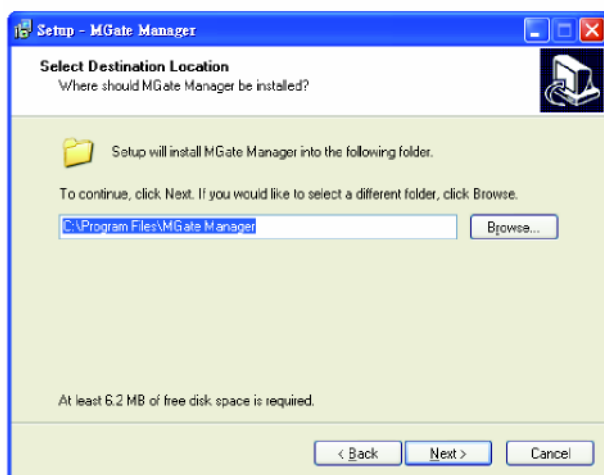 Setup - MGate Manager
Select Destination Location
Where should MGate Manager be installed?
Setup will install MGate Manager into the following folder.
To continue, click Next. If you would like to select a different folder, click Browse.
C:\Program Files\MGate Manager
Browse...
At least 6.2 MB of free disk space is required.
< Back
Next >
Cancel